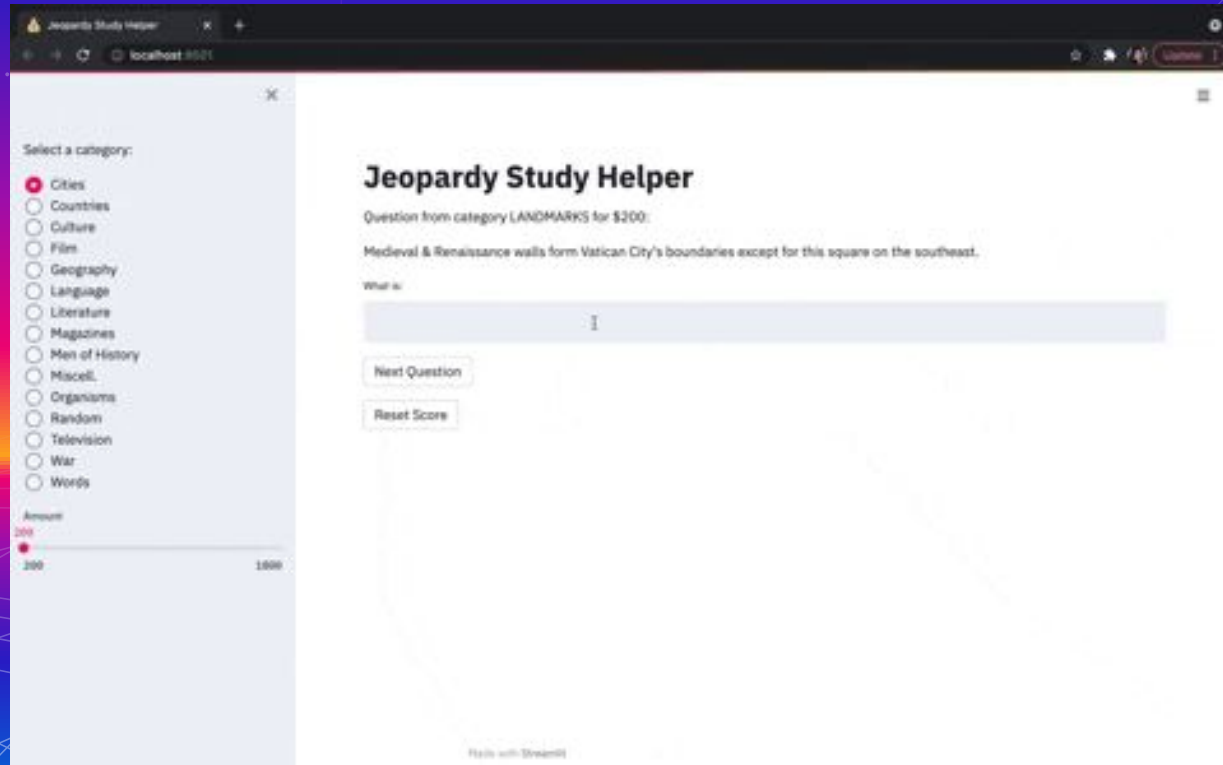 Jeopardy Study Helper
localhost:8501
Update
Select a category:
Cities
Countries
Culture
Film
Geography
Language
Literature
Magazines
Men of History
Miscell.
Organisms
Random
Television
War
Words
Amount
200
200
1000
Jeopardy Study Helper
Question from category LANDMARKS for $200:
Medieval & Renaissance walls form Vatican City's boundaries except for this square on the southeast.
What is:
Next Question
Reset Score
Made with Streamlit